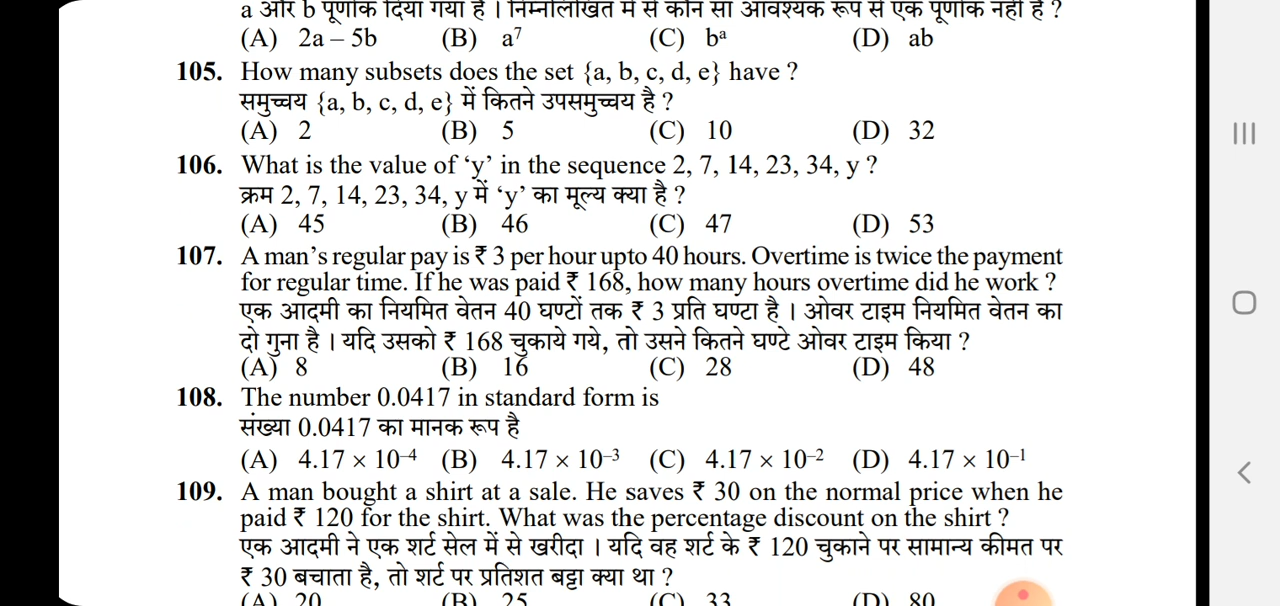 a और b पूर्णांक दिया गया है । निम्नलिखित में से कौन सा आवश्यक रूप से एक पूर्णांक नहीं है ?
(A) 2a – 5b (B) a⁷ (C) bᵃ (D) ab
105. How many subsets does the set {a, b, c, d, e} have ?
समुच्चय {a, b, c, d, e} में कितने उपसमुच्चय है ?
(A) 2 (B) 5 (C) 10 (D) 32
106. What is the value of ‘y’ in the sequence 2, 7, 14, 23, 34, y ?
क्रम 2, 7, 14, 23, 34, y में ‘y’ का मूल्य क्या है ?
(A) 45 (B) 46 (C) 47 (D) 53
107. A man’s regular pay is ₹ 3 per hour upto 40 hours. Overtime is twice the payment
for regular time. If he was paid ₹ 168, how many hours overtime did he work ?
एक आदमी का नियमित वेतन 40 घण्टों तक ₹ 3 प्रति घण्टा है । ओवर टाइम नियमित वेतन का
दो गुना है । यदि उसको ₹ 168 चुकाये गये, तो उसने कितने घण्टे ओवर टाइम किया ?
(A) 8 (B) 16 (C) 28 (D) 48
108. The number 0.0417 in standard form is
संख्या 0.0417 का मानक रूप है
(A) 4.17 × 10⁻⁴ (B) 4.17 × 10⁻³ (C) 4.17 × 10⁻² (D) 4.17 × 10⁻¹
109. A man bought a shirt at a sale. He saves ₹ 30 on the normal price when he
paid ₹ 120 for the shirt. What was the percentage discount on the shirt ?
एक आदमी ने एक शर्ट सेल में से खरीदा । यदि वह शर्ट के ₹ 120 चुकाने पर सामान्य कीमत पर
₹ 30 बचाता है, तो शर्ट पर प्रतिशत बट्टा क्या था ?
(A) 20 (B) 25 (C) 33 (D) 80